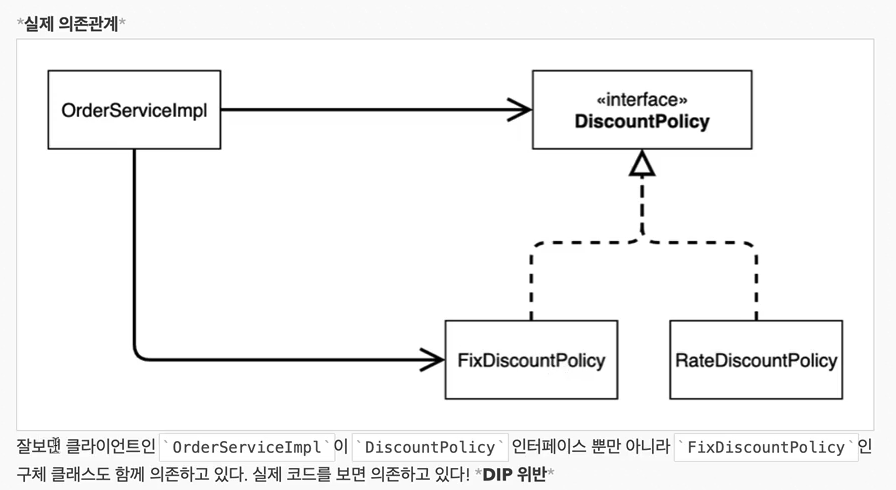 *실제 의존관계*
OrderServiceImpl
«interface»
DiscountPolicy
FixDiscountPolicy
RateDiscountPolicy
잘보면 클라이언트인 `OrderServiceImpl`이 `DiscountPolicy` 인터페이스 뿐만 아니라 `FixDiscountPolicy`인
구체 클래스도 함께 의존하고 있다. 실제 코드를 보면 의존하고 있다! *DIP 위반*